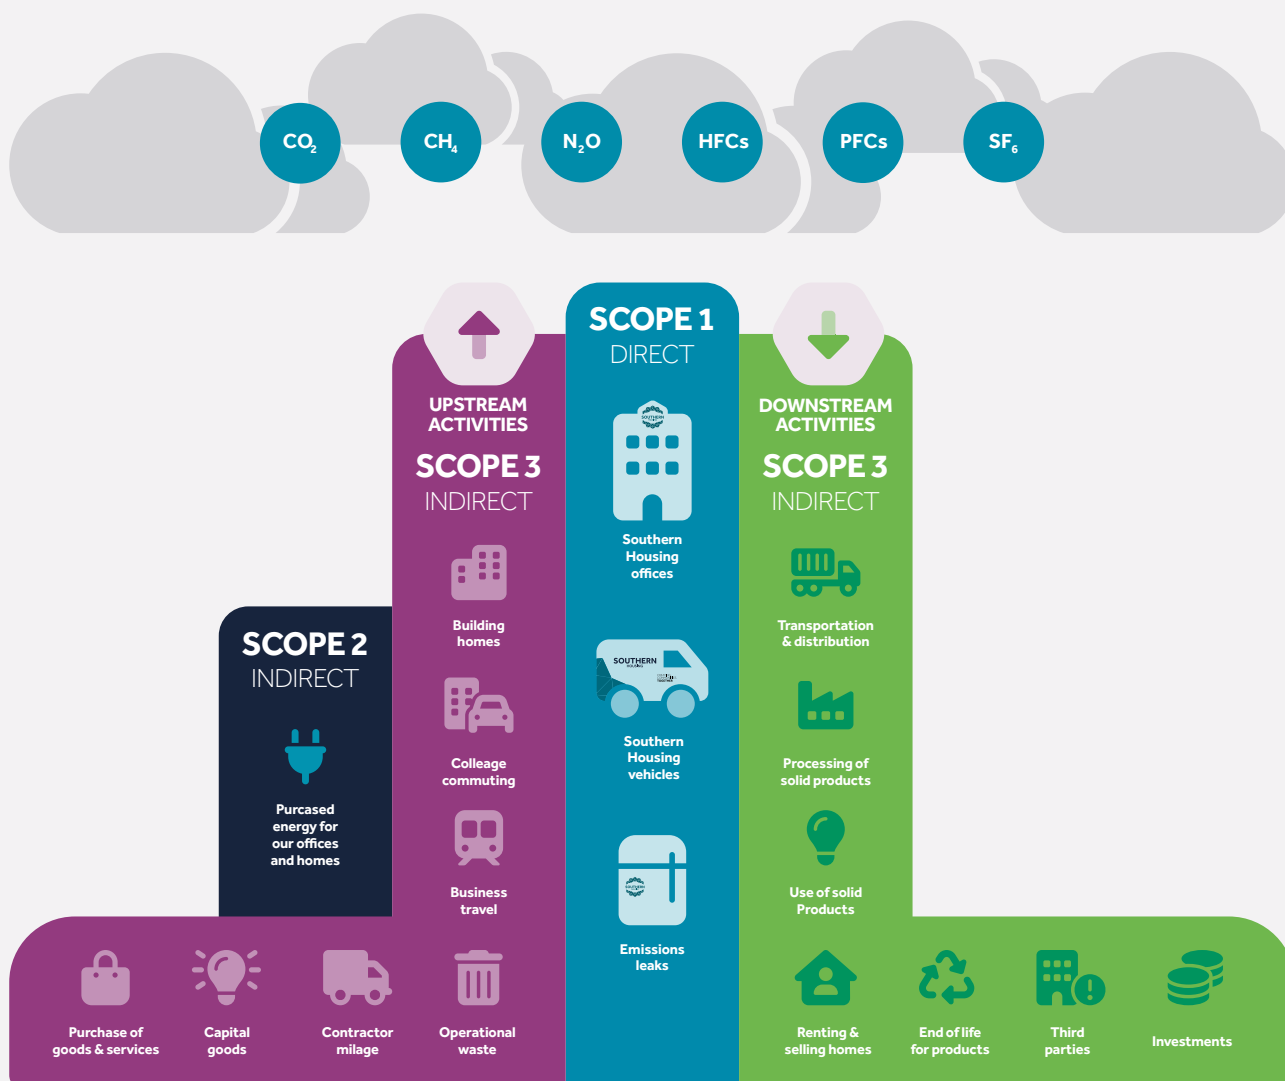 CO₂
CH₄
N₂O
HFCs
PFCs
SF₆
SCOPE 1
DIRECT
SOUTHERN
Southern
Housing
offices
SOUTHERN
HOUSING
Southern
Housing
vehicles
SOUTHERN
Emissions
leaks
UPSTREAM
ACTIVITIES
SCOPE 3
INDIRECT
Building
homes
Colleage
commuting
Business
travel
DOWNSTREAM
ACTIVITIES
SCOPE 3
INDIRECT
Transportation
& distribution
Processing of
solid products
Use of solid
Products
SCOPE 2
INDIRECT
Purcased
energy for
our offices
and homes
Purchase of
goods & services
Capital
goods
Contractor
milage
Operational
waste
Renting &
selling homes
End of life
for products
Third
parties
Investments